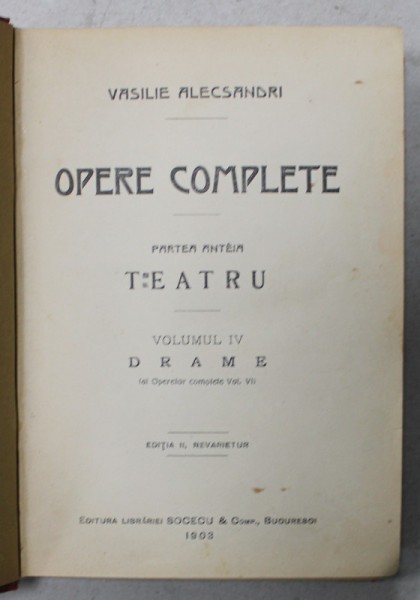 VASILIE ALECSANDRI
OPERE COMPLETE
PARTEA ANTÊIA
TEATRU
VOLUMUL IV
DRAME
(al Operelor complete Vol. VI)
EDIŢIA II, NEVARIETUR
EDITURA LIBRĂRIEI SOCECU & COMP., BUCURESCI
1903